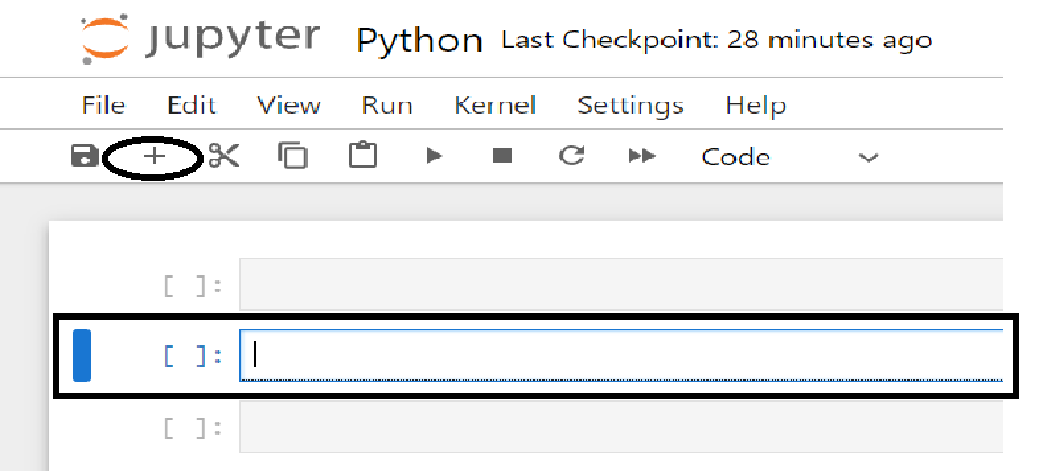 jupyter Python Last Checkpoint: 28 minutes ago
File Edit View Run Kernel Settings Help
Code
[ ]:
[ ]:
[ ]: